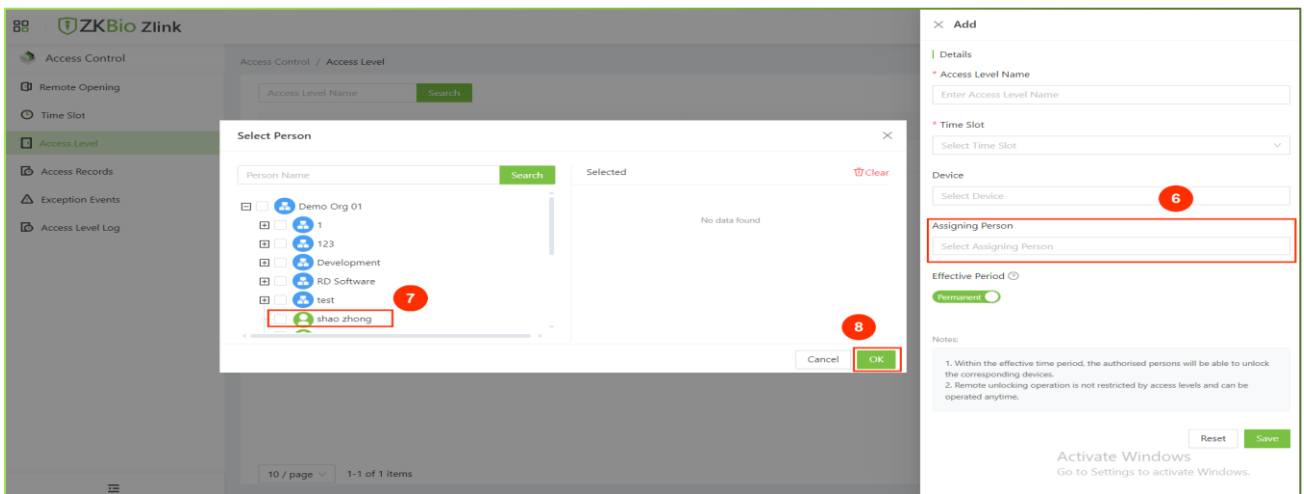 ZKBio Zlink
Access Control
Remote Opening
Time Slot
Access Level
Access Records
Exception Events
Access Level Log
Access Control / Access Level
Access Level Name
Search
Select Person
Person Name
Search
Demo Org 01
1
123
Development
RD Software
test
7
shao zhong
Selected
Clear
No data found
8
Cancel
OK
10 / page
1-1 of 1 items
Add
Details
* Access Level Name
Enter Access Level Name
* Time Slot
Select Time Slot
Device
Select Device
6
Assigning Person
Select Assigning Person
Effective Period
Permanent
Notes:
1. Within the effective time period, the authorised persons will be able to unlock
the corresponding devices.
2. Remote unlocking operation is not restricted by access levels and can be
operated anytime.
Reset
Save
Activate Windows
Go to Settings to activate Windows.